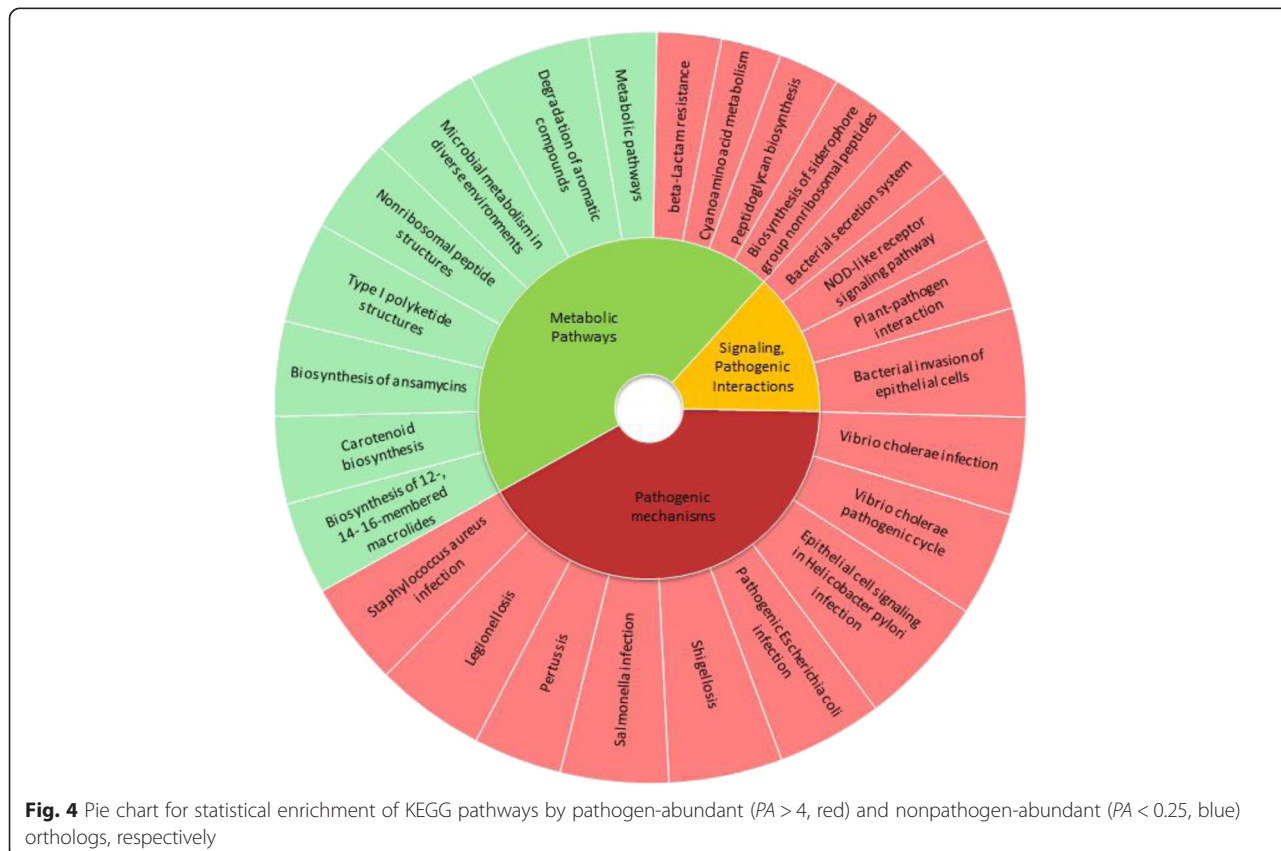 beta-Lactam resistance
Cyanoamino acid metabolism
Peptidoglycan biosynthesis
Biosynthesis of siderophore
group nonribosomal peptides
Bacterial secretion system
NOD-like receptor
signaling pathway
Plant-pathogen
interaction
Bacterial invasion of
epithelial cells
Vibrio cholerae infection
Vibrio cholerae
pathogenic cycle
Epithelial cell signaling
in Helicobacter pylori
infection
Pathogenic Escherichia coli
infection
Shigellosis
Salmonella infection
Pertussis
Legionellosis
Staphylococcus aureus
infection
Biosynthesis of 12-,
14- 16-membered
macrolides
Carotenoid
biosynthesis
Biosynthesis of ansamycins
Type I polyketide
structures
Nonribosomal peptide
structures
Microbial metabolism in
diverse environments
Degradation of aromatic
compounds
Metabolic pathways
Metabolic
Pathways
Signaling,
Pathogenic
Interactions
Pathogenic
mechanisms
Fig. 4 Pie chart for statistical enrichment of KEGG pathways by pathogen-abundant (PA > 4, red) and nonpathogen-abundant (PA < 0.25, blue)
orthologs, respectively